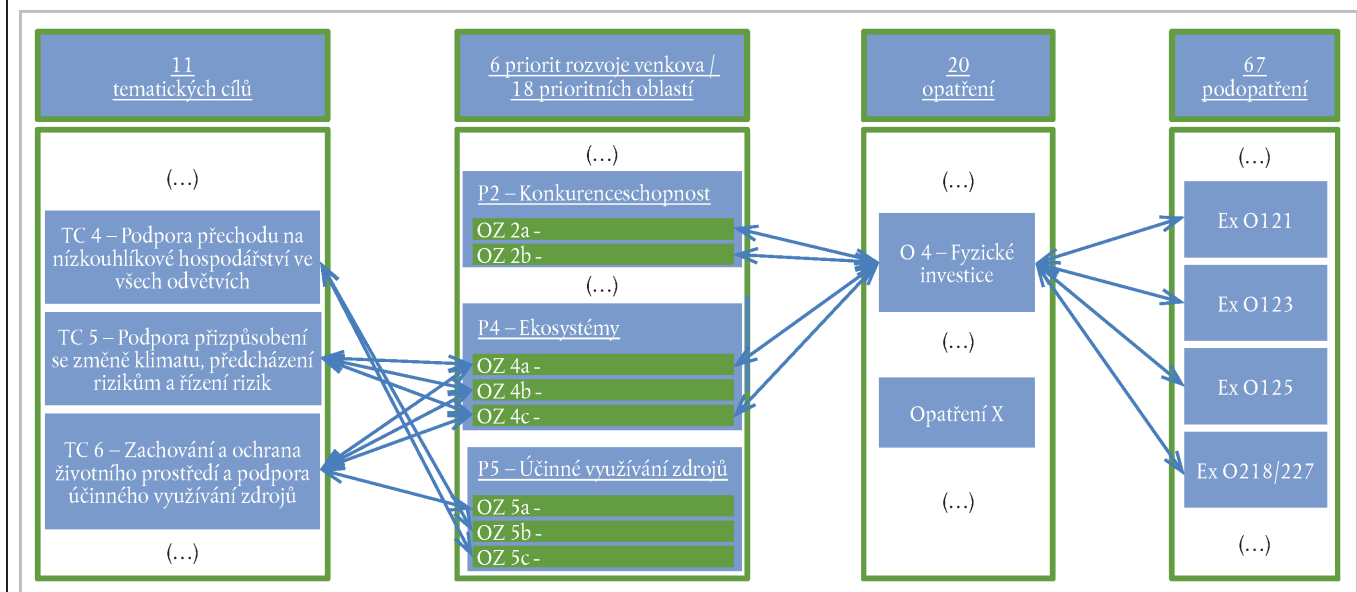 11
tematických cílů
(…)
TC 4 – Podpora přechodu na
nízkouhlíkové hospodářství ve
všech odvětvích
TC 5 – Podpora přizpůsobení
se změně klimatu, předcházení
rizikům a řízení rizik
TC 6 – Zachování a ochrana
životního prostředí a podpora
účinného využívání zdrojů
(…)
6 priorit rozvoje venkova /
18 prioritních oblastí
(…)
P2 – Konkurenceschopnost
OZ 2a -
OZ 2b -
(…)
P4 – Ekosystémy
OZ 4a -
OZ 4b -
OZ 4c -
P5 – Účinné využívání zdrojů
OZ 5a -
OZ 5b -
OZ 5c -
20
opatření
(…)
O 4 – Fyzické
investice
(…)
Opatření X
(…)
67
podopatření
(…)
Ex O121
Ex O123
Ex O125
Ex O218/227
(…)